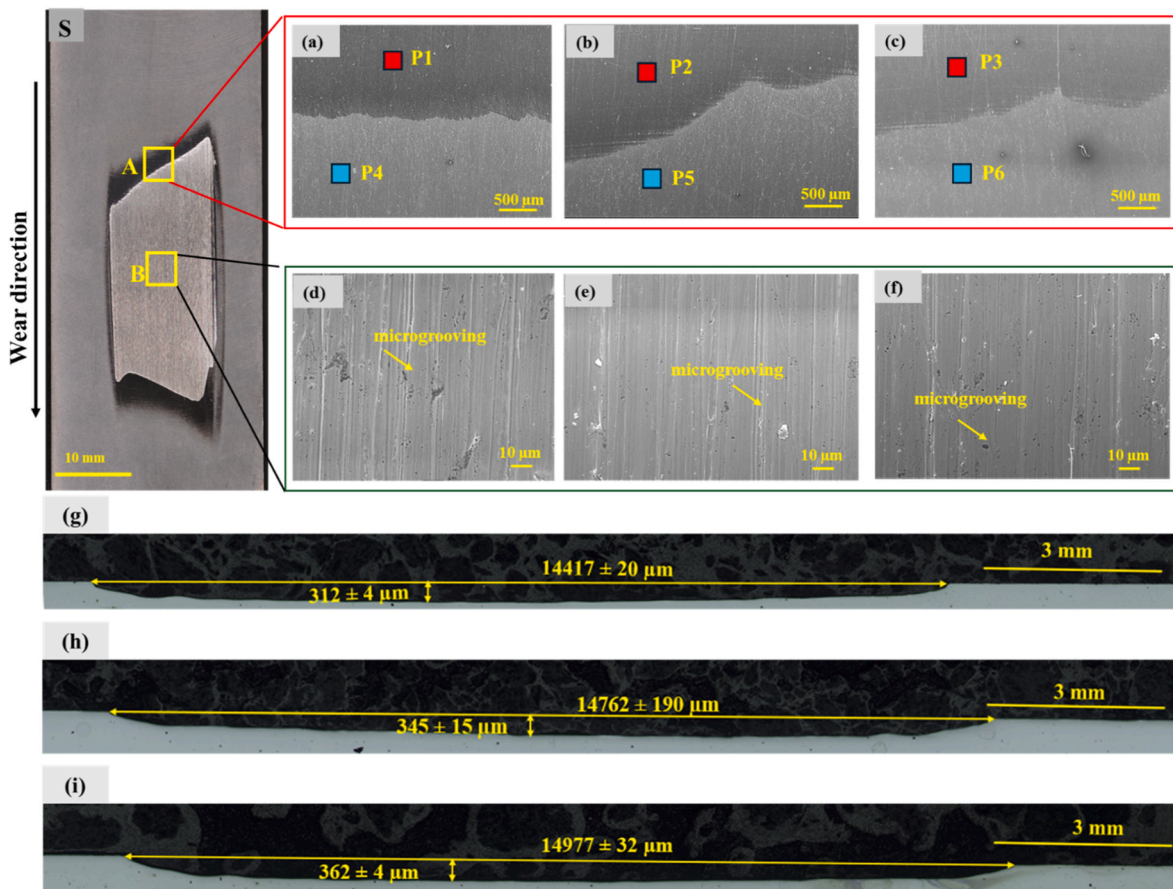 S
Wear direction
A
B
10 mm
(a)
P1
P4
500 µm
(b)
P2
P5
500 µm
(c)
P3
P6
500 µm
(d)
microgrooving
10 µm
(e)
microgrooving
10 µm
(f)
microgrooving
10 µm
(g)
14417 ± 20 µm
312 ± 4 µm
3 mm
(h)
14762 ± 190 µm
345 ± 15 µm
3 mm
(i)
14977 ± 32 µm
362 ± 4 µm
3 mm